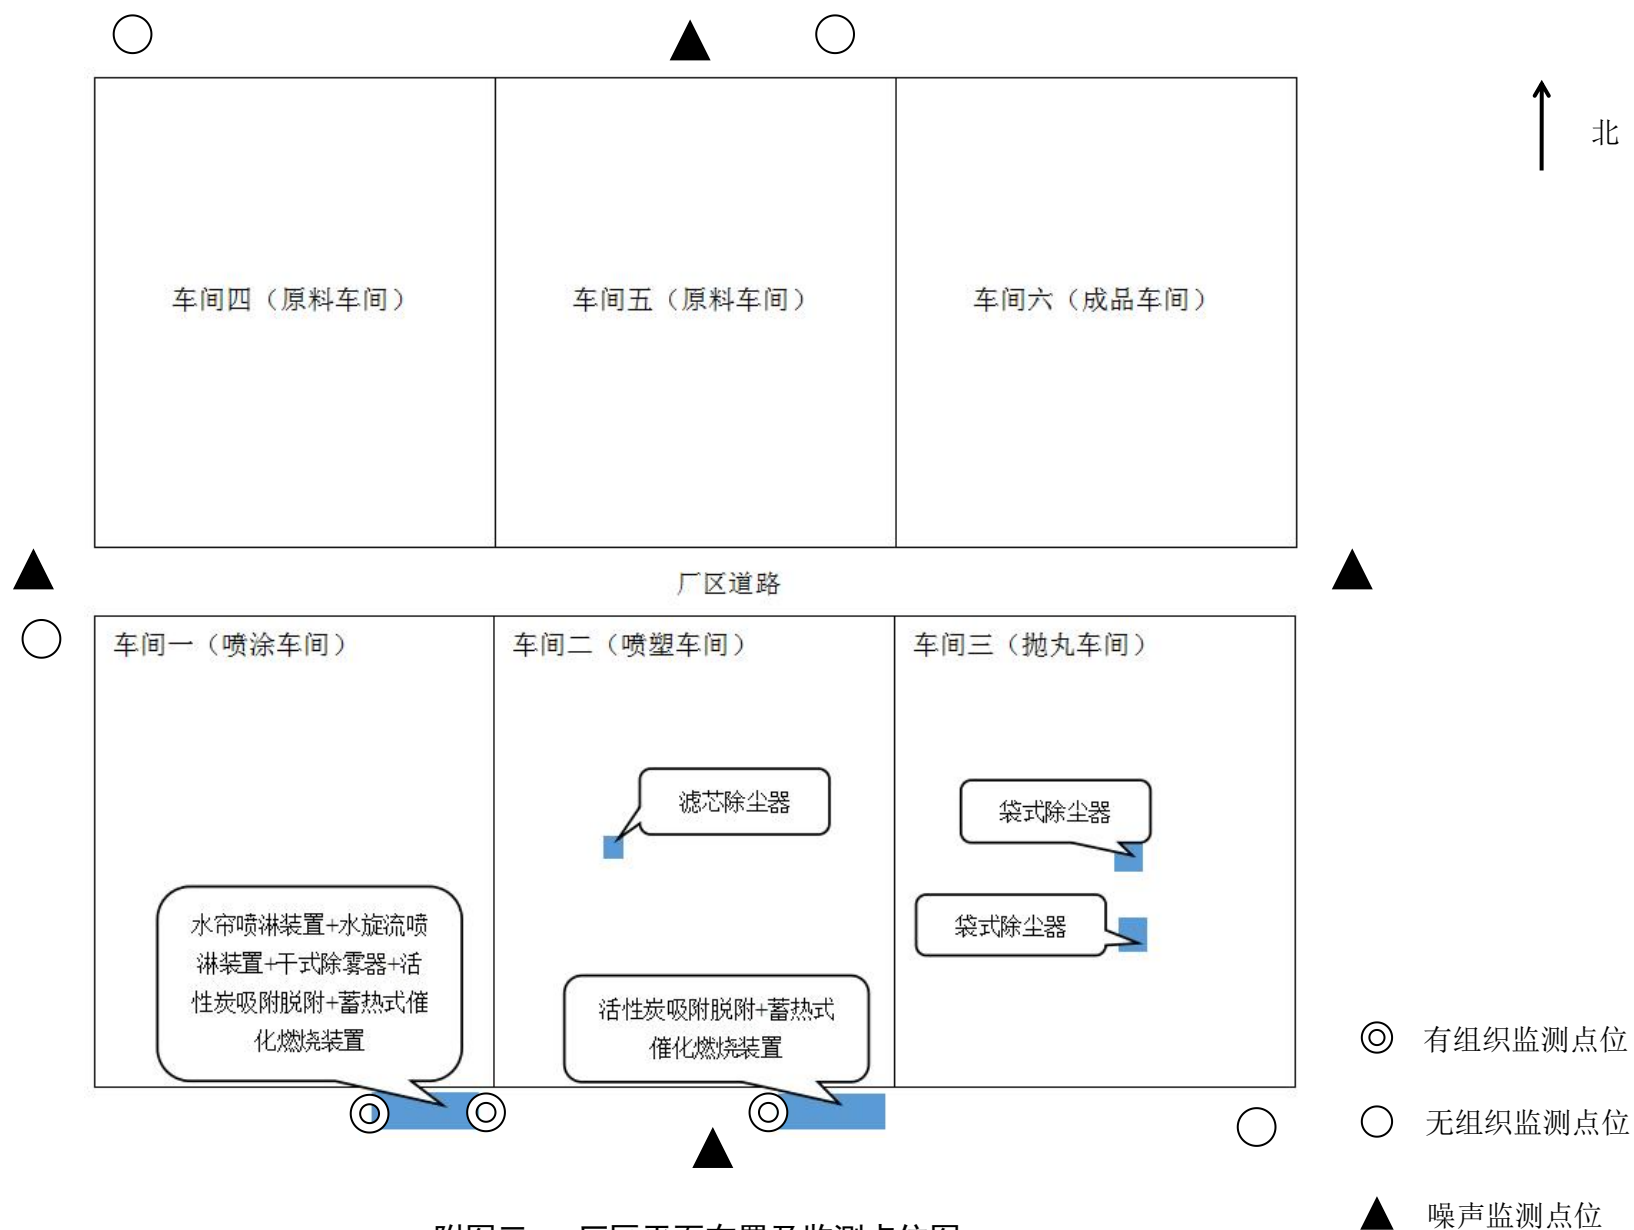 北
车间四（原料车间）
车间五（原料车间）
车间六（成品车间）
厂区道路
车间一（喷涂车间）
车间二（喷塑车间）
车间三（抛丸车间）
滤芯除尘器
袋式除尘器
袋式除尘器
水帘喷淋装置+水旋流喷
淋装置+干式除雾器+活
性炭吸附脱附+蓄热式催
化燃烧装置
活性炭吸附脱附+蓄热式
催化燃烧装置
有组织监测点位
无组织监测点位
噪声监测点位